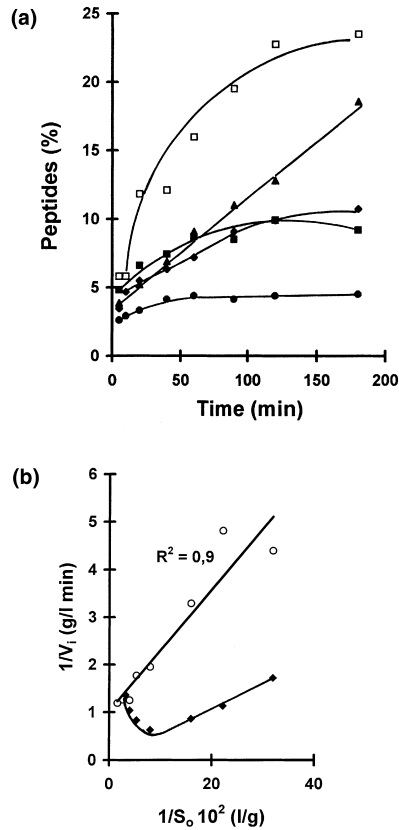 (a)
25
20
15
10
5
0
Peptides (%)
0 50 100 150 200
Time (min)
(b)
6
5
4
3
2
1
0
R² = 0,9
1/Vᵢ (g/l min)
0 20 40
1/Sₒ 10² (l/g)